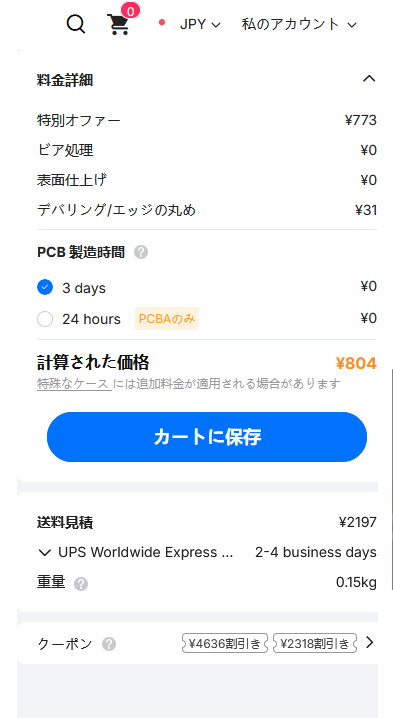 0
JPY 私のアカウント
料金詳細
特別オファー ¥773
ビア処理 ¥0
表面仕上げ ¥0
デバリング/エッジの丸め ¥31
PCB 製造時間 ?
3 days ¥0
24 hours PCBAのみ ¥0
計算された価格 ¥804
特殊なケース には追加料金が適用される場合があります
カートに保存
送料見積 ¥2197
UPS Worldwide Express ... 2-4 business days
重量 ? 0.15kg
クーポン ? ¥4636割引き ¥2318割引き